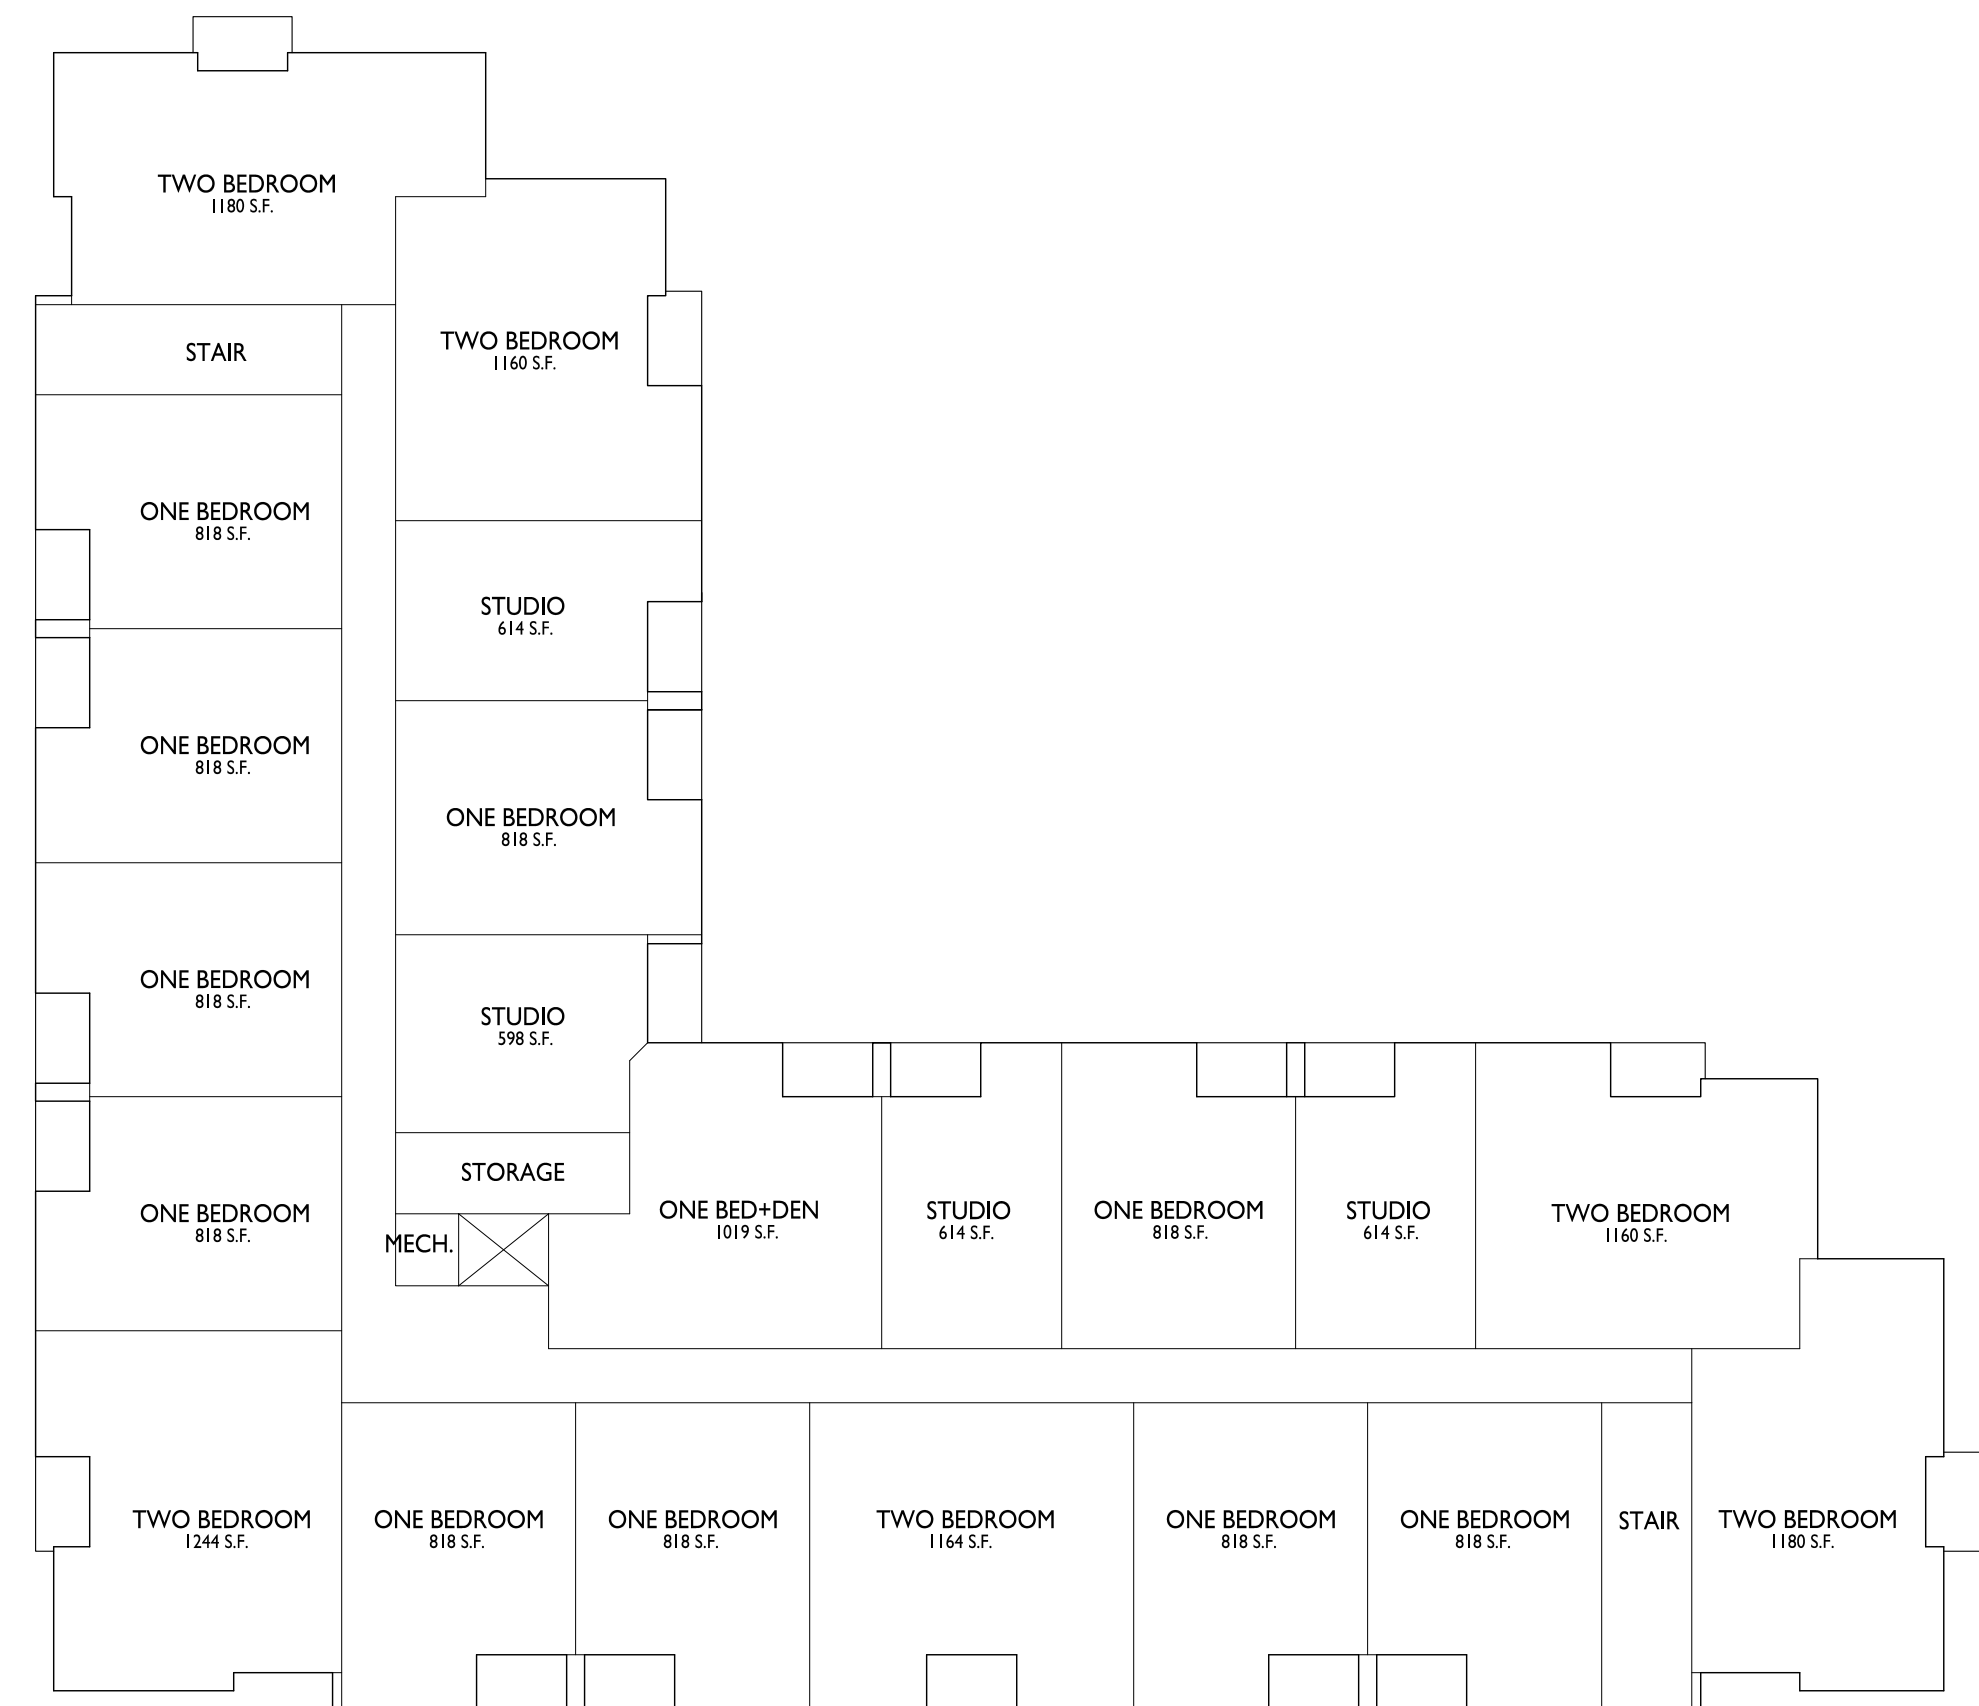 TWO BEDROOM
1180 S.F.
TWO BEDROOM
1160 S.F.
STAIR
ONE BEDROOM
818 S.F.
STUDIO
614 S.F.
ONE BEDROOM
818 S.F.
ONE BEDROOM
818 S.F.
ONE BEDROOM
818 S.F.
STUDIO
598 S.F.
STORAGE
ONE BEDROOM
818 S.F.
MECH.
ONE BED+DEN
1019 S.F.
STUDIO
614 S.F.
ONE BEDROOM
818 S.F.
STUDIO
614 S.F.
TWO BEDROOM
1160 S.F.
TWO BEDROOM
1244 S.F.
ONE BEDROOM
818 S.F.
ONE BEDROOM
818 S.F.
TWO BEDROOM
1164 S.F.
ONE BEDROOM
818 S.F.
ONE BEDROOM
818 S.F.
STAIR
TWO BEDROOM
1180 S.F.